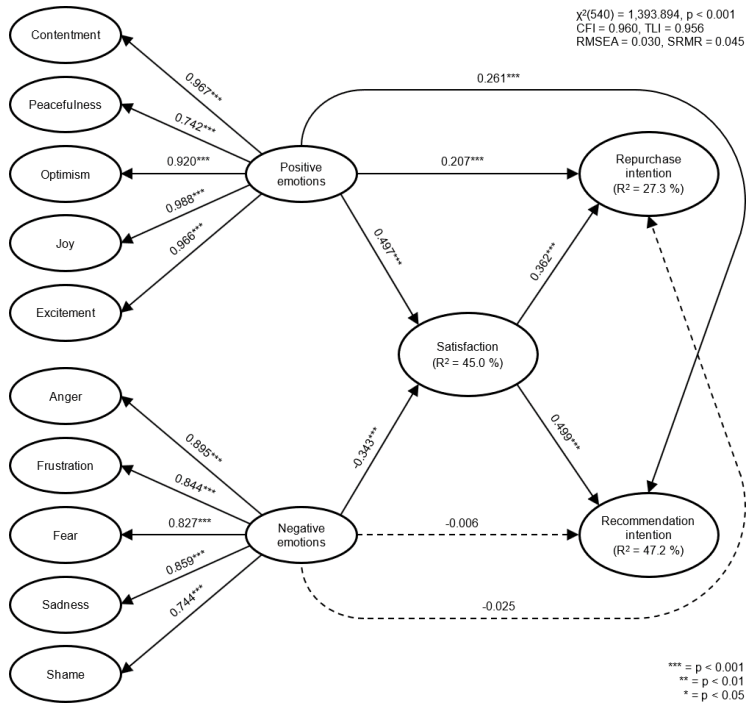 χ²(540) = 1,393.894, p < 0.001
CFI = 0.960, TLI = 0.956
RMSEA = 0.030, SRMR = 0.045
Contentment
Peacefulness
Optimism
Joy
Excitement
0.967***
0.742***
0.920***
0.988***
0.966***
Positive
emotions
0.261***
0.207***
0.497***
Repurchase
intention
(R² = 27.3 %)
0.362***
Satisfaction
(R² = 45.0 %)
Anger
Frustration
Fear
Sadness
Shame
0.895***
0.844***
0.827***
0.859***
0.744***
Negative
emotions
-0.343***
0.499***
-0.006
-0.025
Recommendation
intention
(R² = 47.2 %)
*** = p < 0.001
** = p < 0.01
* = p < 0.05